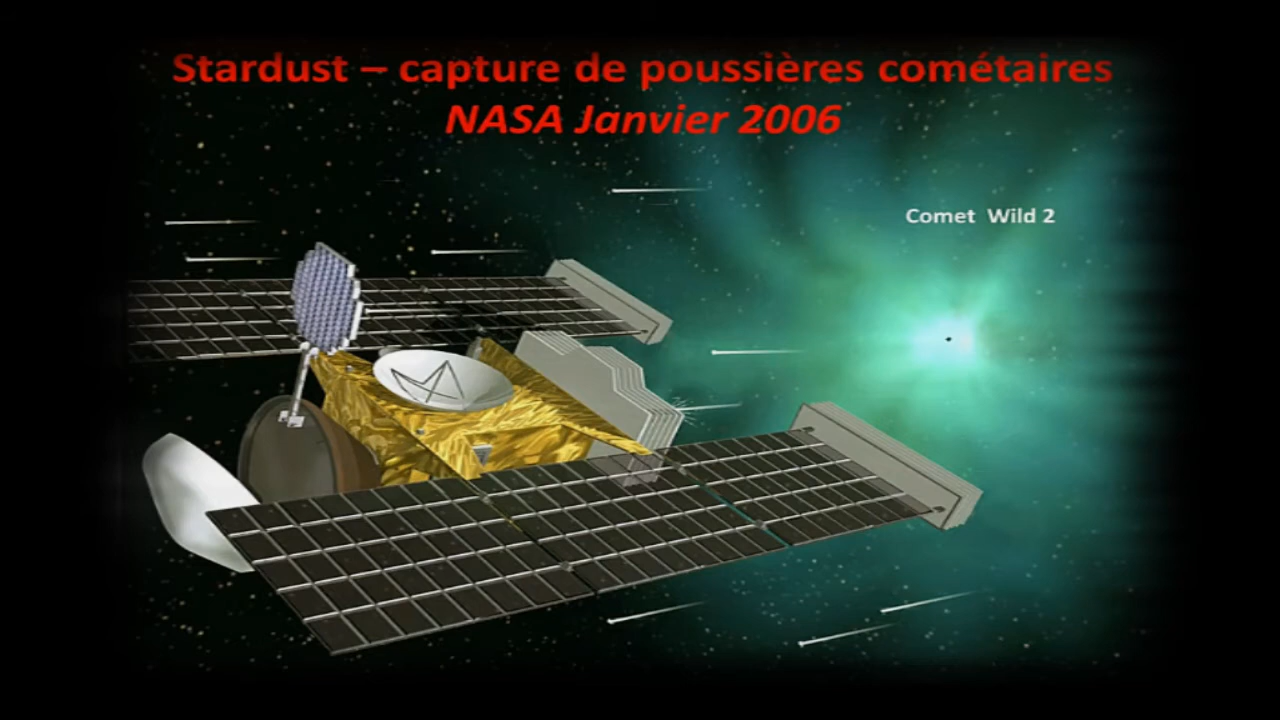 Stardust – capture de poussières cométaires
NASA Janvier 2006
Comet Wild 2